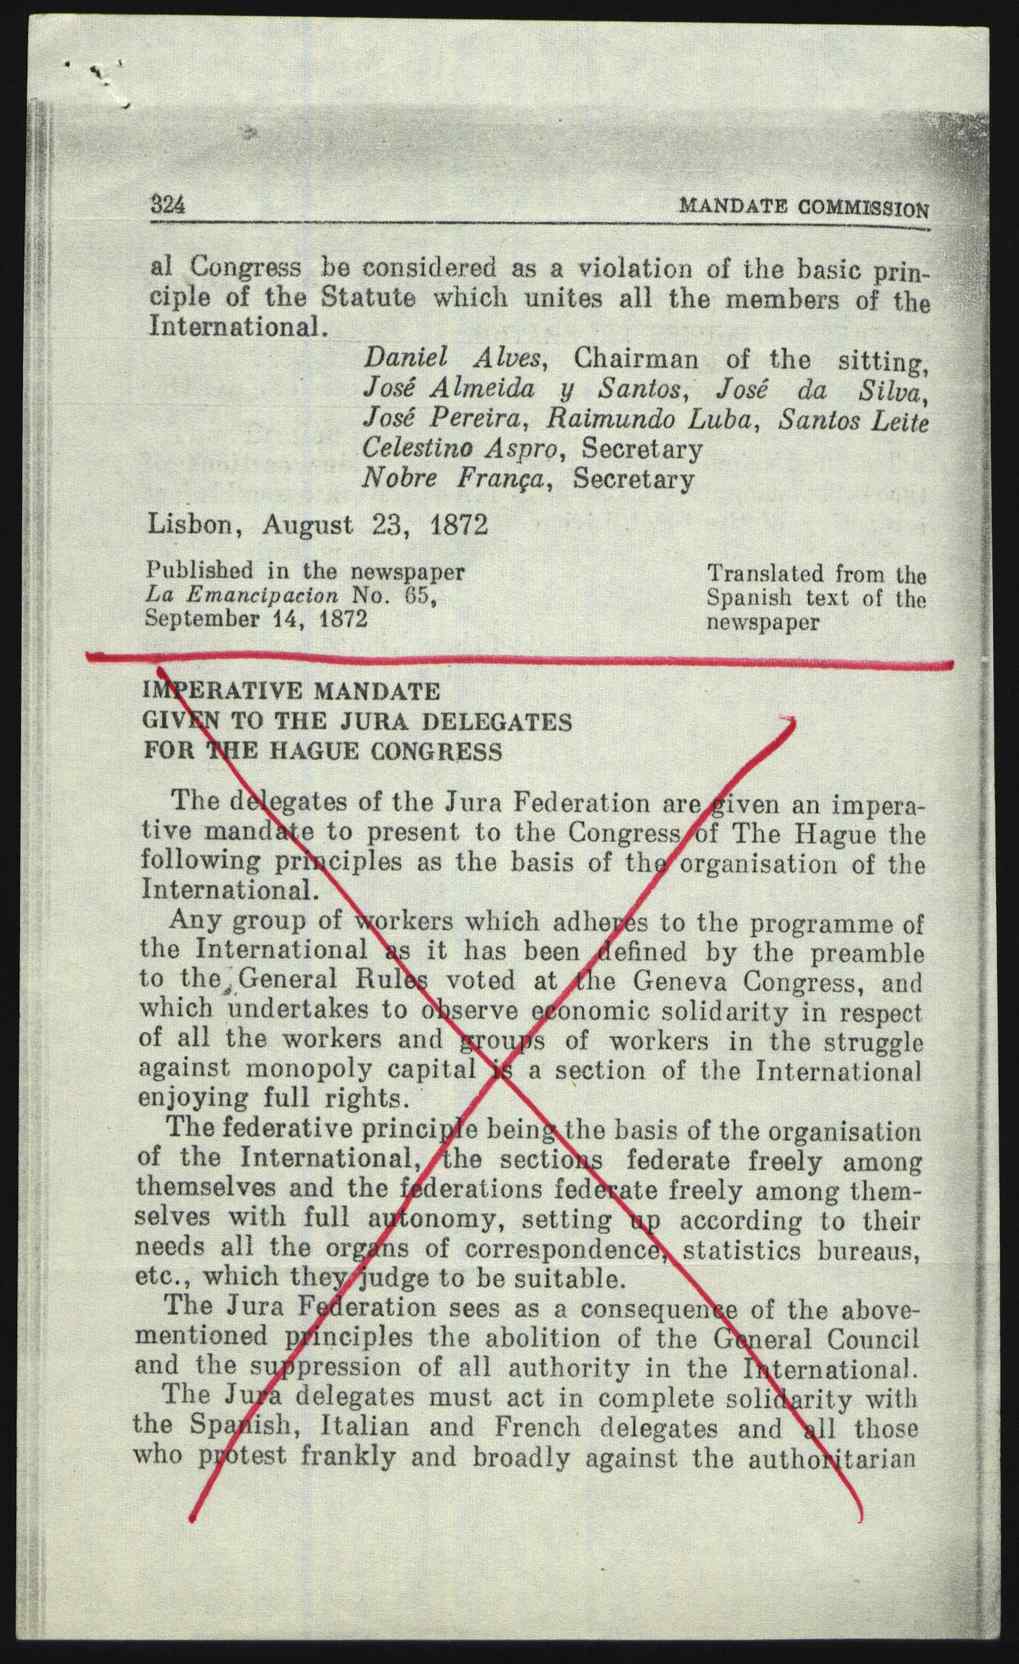 324 MANDATE COMMISSION
al Congress be considered as a violation of the basic prin-
ciple of the Statute which unites all the members of the
International.
Daniel Alves, Chairman of the sitting,
José Almeida y Santos, José da Silva,
José Pereira, Raimundo Luba, Santos Leite
Celestino Aspro, Secretary
Nobre França, Secretary
Lisbon, August 23, 1872
Published in the newspaper
La Emancipacion No. 65,
September 14, 1872
Translated from the
Spanish text of the
newspaper
IMPERATIVE MANDATE
GIVEN TO THE JURA DELEGATES
FOR THE HAGUE CONGRESS
The delegates of the Jura Federation are given an impera-
tive mandate to present to the Congress of The Hague the
following principles as the basis of the organisation of the
International.
Any group of workers which adheres to the programme of
the International as it has been defined by the preamble
to the General Rules voted at the Geneva Congress, and
which undertakes to observe economic solidarity in respect
of all the workers and groups of workers in the struggle
against monopoly capital is a section of the International
enjoying full rights.
The federative principle being the basis of the organisation
of the International, the sections federate freely among
themselves and the federations federate freely among them-
selves with full autonomy, setting up according to their
needs all the organs of correspondence, statistics bureaus,
etc., which they judge to be suitable.
The Jura Federation sees as a consequence of the above-
mentioned principles the abolition of the General Council
and the suppression of all authority in the International.
The Jura delegates must act in complete solidarity with
the Spanish, Italian and French delegates and all those
who protest frankly and broadly against the authoritarian